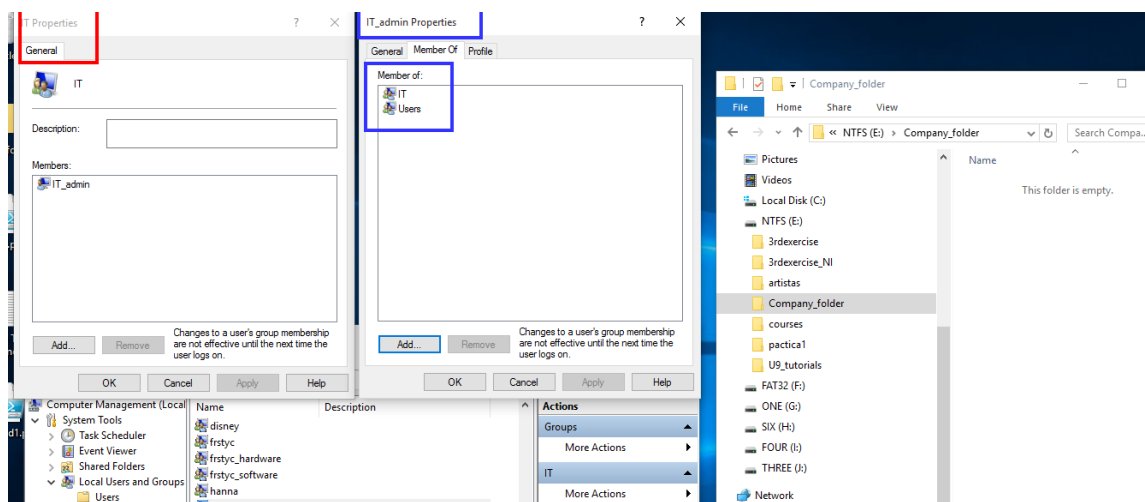 IT Properties
General
IT
Description:
Members:
IT_admin
Changes to a user's group membership
are not effective until the next time the
user logs on.
Add...
Remove
OK
Cancel
Apply
Help
IT_admin Properties
General
Member Of
Profile
Member of:
IT
Users
Changes to a user's group membership
are not effective until the next time the
user logs on.
Add...
Remove
OK
Cancel
Apply
Help
Company_folder
File
Home
Share
View
« NTFS (E:) > Company_folder
Search Compa...
Pictures
Videos
Local Disk (C:)
NTFS (E:)
3rdexercise
3rdexercise_NI
artistas
Company_folder
courses
pactica1
U9_tutorials
FAT32 (F:)
ONE (G:)
SIX (H:)
FOUR (I:)
THREE (J:)
Network
Name
This folder is empty.
Computer Management (Local
System Tools
Task Scheduler
Event Viewer
Shared Folders
Local Users and Groups
Users
Name
Description
disney
frstyc
frstyc_hardware
frstyc_software
hanna
Actions
Groups
More Actions
IT
More Actions